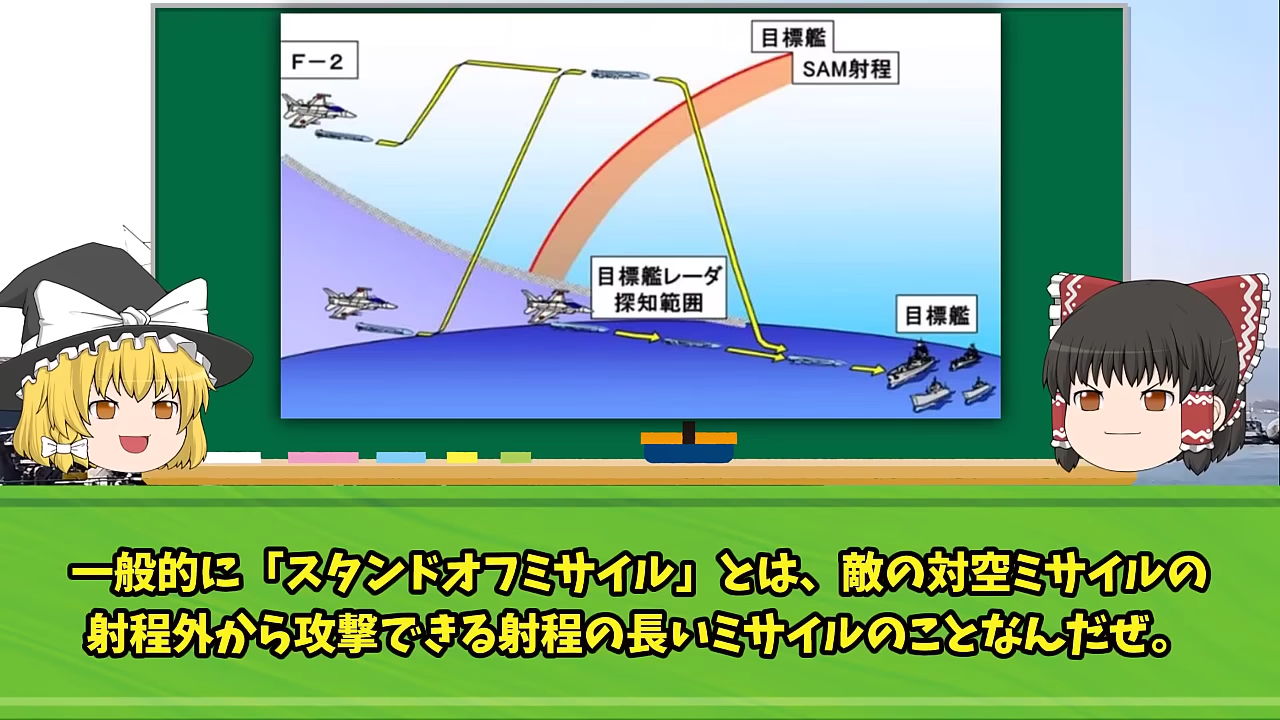 F－2
目標艦
SAM射程
目標艦レーダ
探知範囲
目標艦
一般的に「スタンドオフミサイル」とは、敵の対空ミサイルの
射程外から攻撃できる射程の長いミサイルのことなんだぜ。